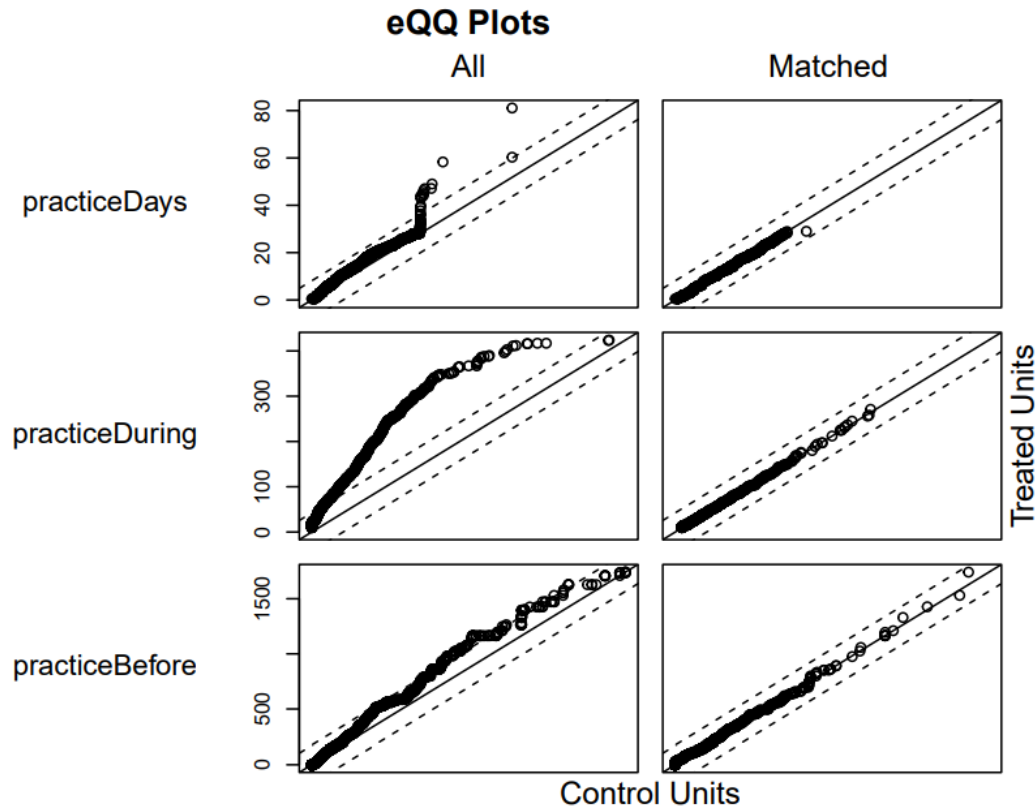 eQQ Plots
All Matched
practiceDays
0 20 40 60 80
practiceDuring
0 100 300
practiceBefore
0 500 1500
Treated Units
Control Units